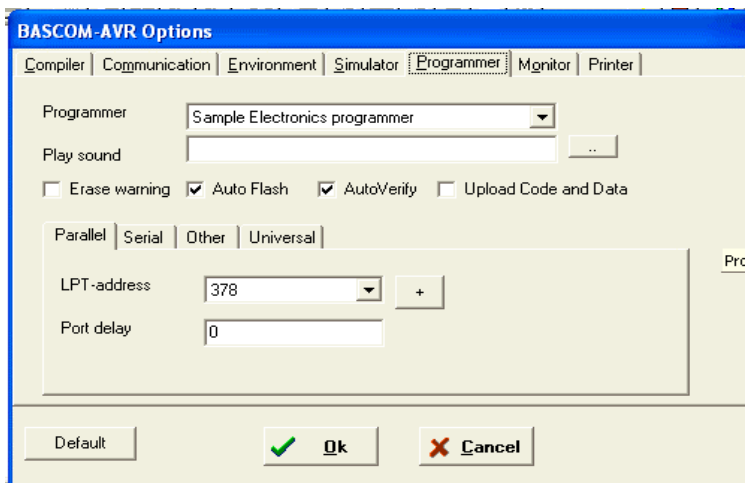 BASCOM-AVR Options
Compiler Communication Environment Simulator Programmer Monitor Printer
Programmer Sample Electronics programmer
Play sound ..
Erase warning Auto Flash AutoVerify Upload Code and Data
Parallel Serial Other Universal
Pro
LPT-address 378 +
Port delay 0
Default Ok Cancel